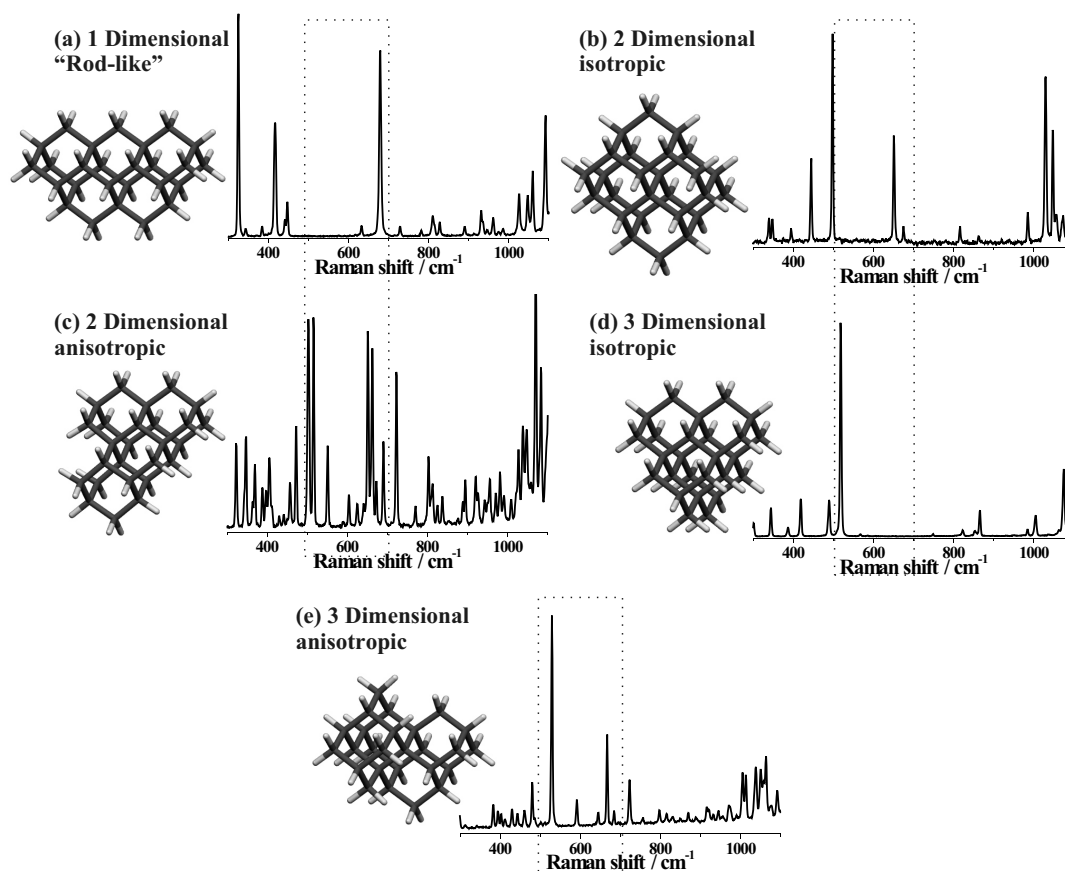 (a) 1 Dimensional
“Rod-like”
400 600 800 1000
Raman shift / cm-1
(b) 2 Dimensional
isotropic
400 600 800 1000
Raman shift / cm-1
(c) 2 Dimensional
anisotropic
400 600 800 1000
Raman shift / cm-1
(d) 3 Dimensional
isotropic
400 600 800 1000
Raman shift / cm-1
(e) 3 Dimensional
anisotropic
400 600 800 1000
Raman shift / cm-1